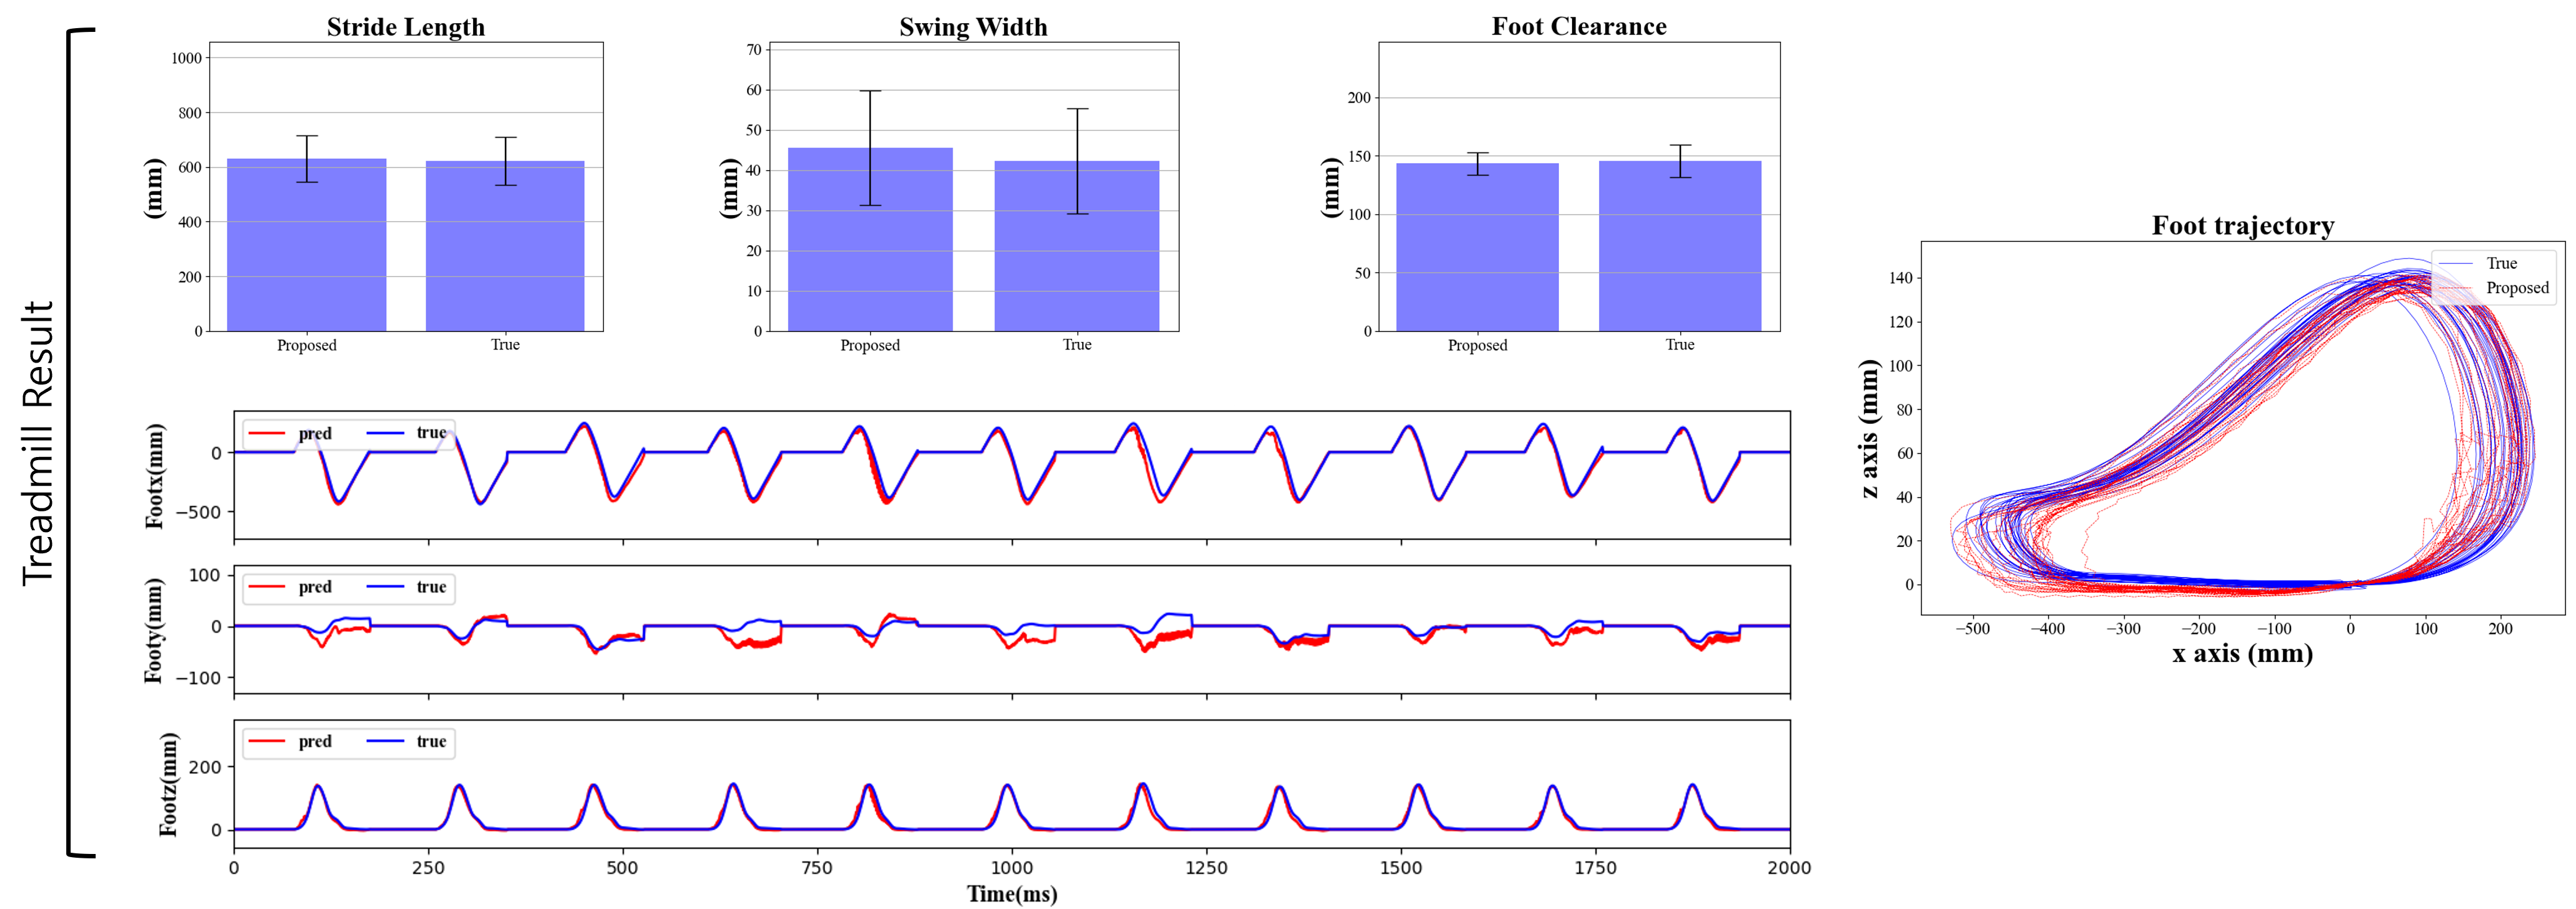 Treadmill Result
Stride Length
1000
800
600
400
200
0
(mm)
Proposed True
Swing Width
70
60
50
40
30
20
10
0
(mm)
Proposed True
Foot Clearance
200
150
100
50
0
(mm)
Proposed True
pred true
0
−500
Footx(mm)
pred true
100
0
−100
Footy(mm)
pred true
200
0
Footz(mm)
0 250 500 750 1000 1250 1500 1750 2000
Time(ms)
Foot trajectory
True
Proposed
140
120
100
80
60
40
20
0
z axis (mm)
−500 −400 −300 −200 −100 0 100 200
x axis (mm)